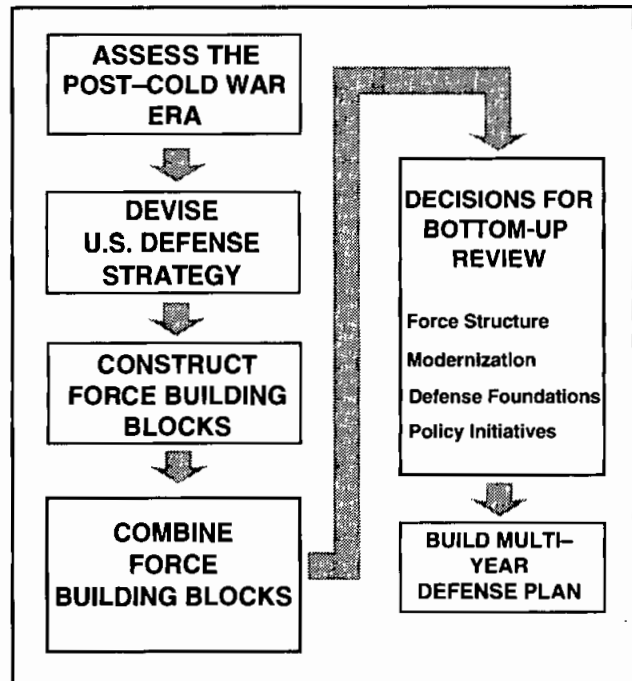 ASSESS THE
POST–COLD WAR
ERA
DEVISE
U.S. DEFENSE
STRATEGY
CONSTRUCT
FORCE BUILDING
BLOCKS
COMBINE
FORCE
BUILDING BLOCKS
DECISIONS FOR
BOTTOM-UP
REVIEW
Force Structure
Modernization
Defense Foundations
Policy Initiatives
BUILD MULTI–
YEAR
DEFENSE PLAN